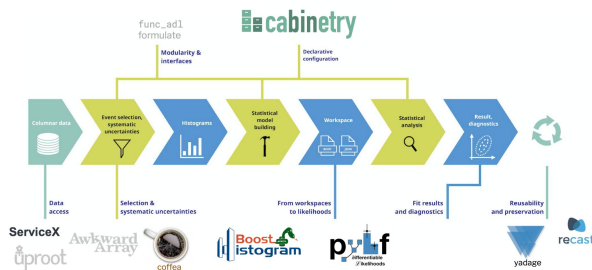 func_adl
formulate
cabinetry
Modularity &
interfaces
Declarative
configuration
Columnar data
Event selection,
systematic
uncertainties
Histograms
Statistical
model
building
Workspace
Statistical
analysis
Result,
diagnostics
Data
access
Selection &
systematic uncertainties
From workspaces
to likelihoods
Fit results
and diagnostics
Reusability
and preservation
ServiceX
uproot
Awkward
Array
coffea
Boost
Histogram
pyhf
differentiable
likelihoods
yadage
recast